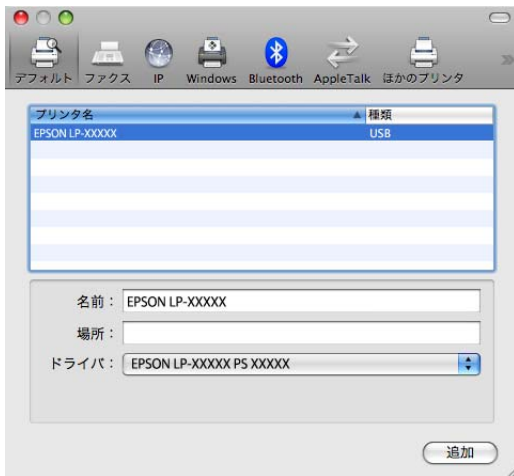 デフォルト ファクス IP Windows Bluetooth AppleTalk ほかのプリンタ
プリンタ名 種類
EPSON LP-XXXXX USB
名前： EPSON LP-XXXXX
場所：
ドライバ： EPSON LP-XXXXX PS XXXXX
追加